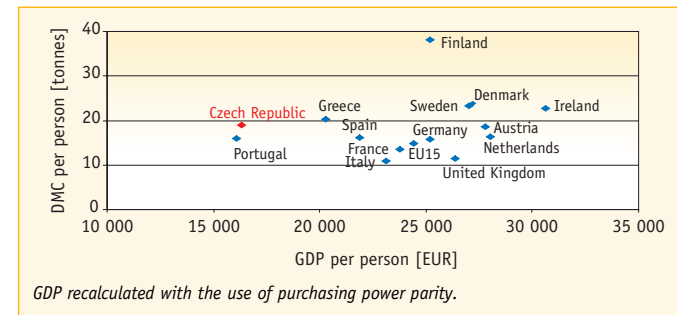 DMC per person [tonnes]
40
30
20
10
0
Finland
Denmark
Sweden
Ireland
Greece
Czech Republic
Spain
Germany
Austria
Portugal
France
EU15
Netherlands
Italy
United Kingdom
10 000 15 000 20 000 25 000 30 000 35 000
GDP per person [EUR]
GDP recalculated with the use of purchasing power parity.